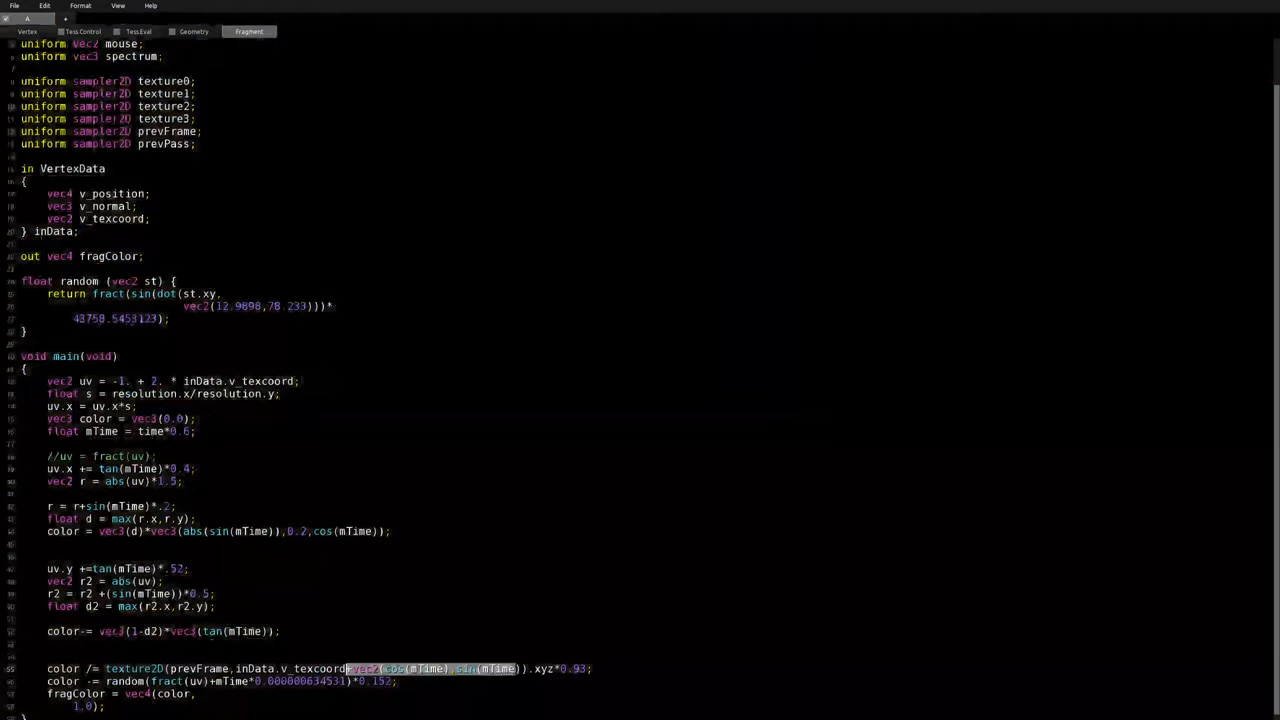 File Edit Format View Help
A +
Vertex Tess.Control Tess.Eval Geometry Fragment
uniform vec2 mouse;
uniform vec3 spectrum;
uniform sampler2D texture0;
uniform sampler2D texture1;
uniform sampler2D texture2;
uniform sampler2D texture3;
uniform sampler2D prevFrame;
uniform sampler2D prevPass;
in VertexData
{
vec4 v_position;
vec3 v_normal;
vec2 v_texcoord;
} inData;
out vec4 fragColor;
float random (vec2 st) {
return fract(sin(dot(st.xy,
vec2(12.9898,78.233)))*
43758.5453123);
}
void main(void)
{
vec2 uv = -1. + 2. * inData.v_texcoord;
float s = resolution.x/resolution.y;
uv.x = uv.x*s;
vec3 color = vec3(0.0);
float mTime = time*0.6;
//uv = fract(uv);
uv.x += tan(mTime)*0.4;
vec2 r = abs(uv)*1.5;
r = r+sin(mTime)*.2;
float d = max(r.x,r.y);
color = vec3(d)*vec3(abs(sin(mTime)),0.2,cos(mTime));
uv.y +=tan(mTime)*.52;
vec2 r2 = abs(uv);
r2 = r2 +(sin(mTime))*0.5;
float d2 = max(r2.x,r2.y);
color-= vec3(1-d2)*vec3(tan(mTime));
color /= texture2D(prevFrame,inData.v_texcoord+vec2(cos(mTime),sin(mTime)).xyz*0.93;
color -= random(fract(uv)+mTime*0.000000634531)*0.152;
fragColor = vec4(color,
1.0);
}